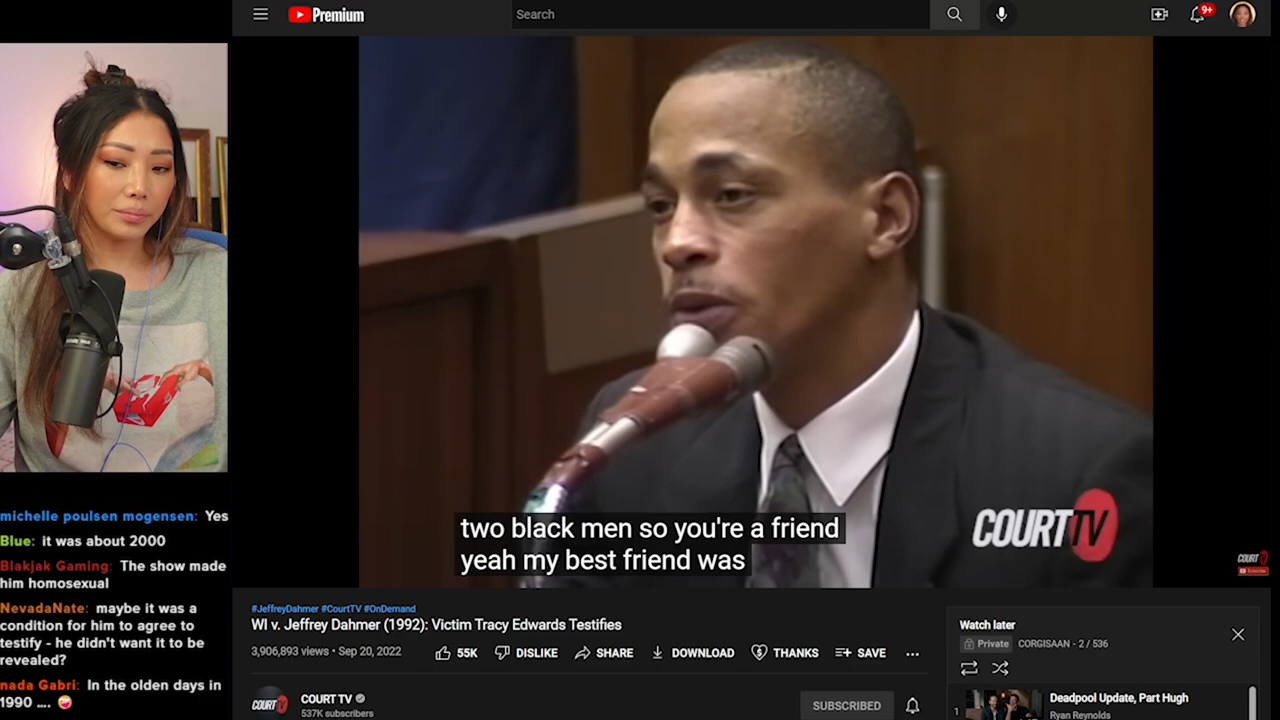 Premium
Search
9+
two black men so you're a friend
yeah my best friend was
COURT TV
COURT TV
michelle poulsen mogensen: Yes
Blue: it was about 2000
Blakjak Gaming: The show made
him homosexual
NevadaNate: maybe it was a
condition for him to agree to
testify - he didn't want it to be
revealed?
nada Gabri: In the olden days in
1990 .... 🤪
#JeffreyDahmer #CourtTV #OnDemand
WI v. Jeffrey Dahmer (1992): Victim Tracy Edwards Testifies
3,906,893 views • Sep 20, 2022
55K
DISLIKE
SHARE
DOWNLOAD
THANKS
SAVE
COURT TV
COURT TV
537K subscribers
SUBSCRIBED
Watch later
Private
CORGISAAN - 2 / 536
1
Deadpool Update, Part Hugh
Ryan Reynolds